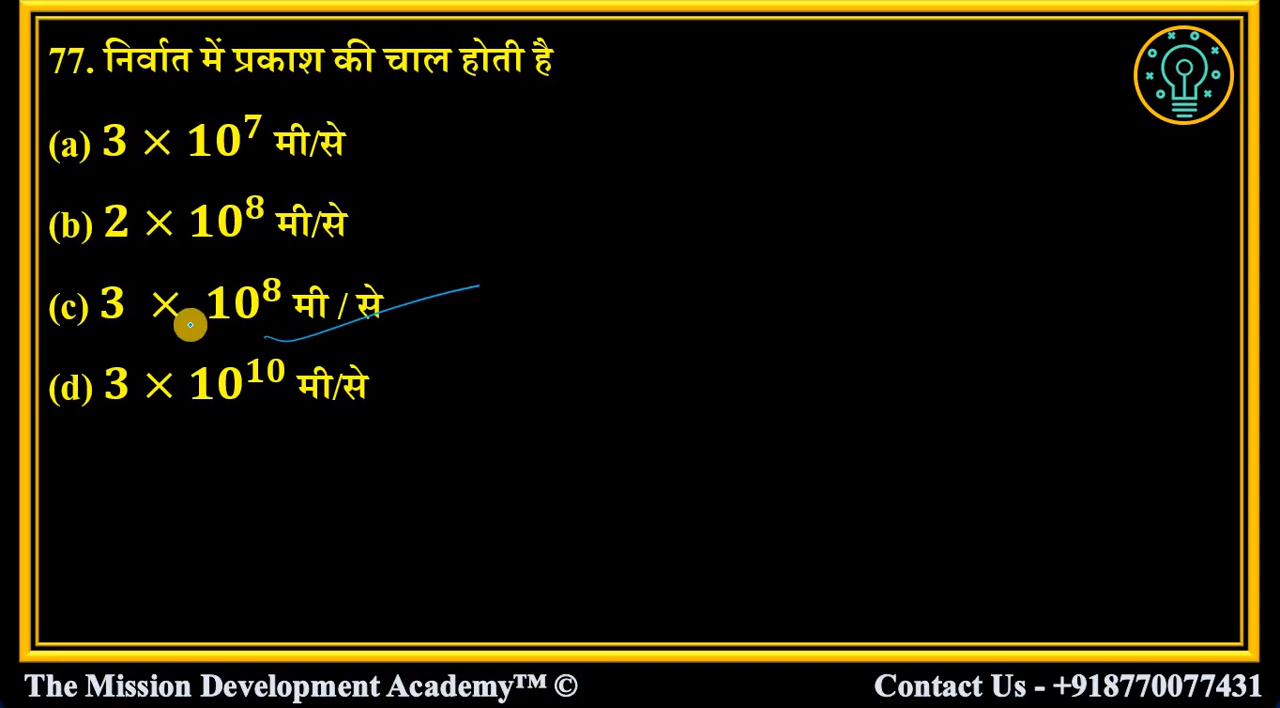 77. निर्वात में प्रकाश की चाल होती है
(a) 3 × 10⁷ मी/से
(b) 2 × 10⁸ मी/से
(c) 3 × 10⁸ मी / से
(d) 3 × 10¹⁰ मी/से
The Mission Development Academy™ © Contact Us - +918770077431